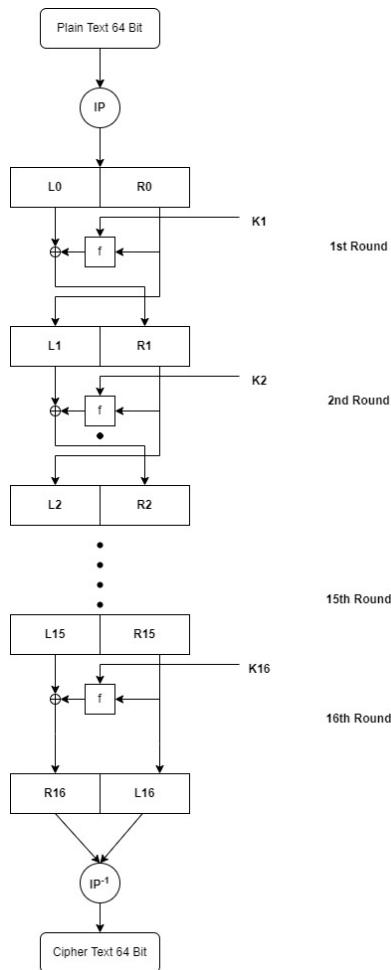 Plain Text 64 Bit
IP
L0 R0
K1
f
1st Round
L1 R1
K2
f
2nd Round
L2 R2
15th Round
L15 R15
K16
f
16th Round
R16 L16
IP-1
Cipher Text 64 Bit